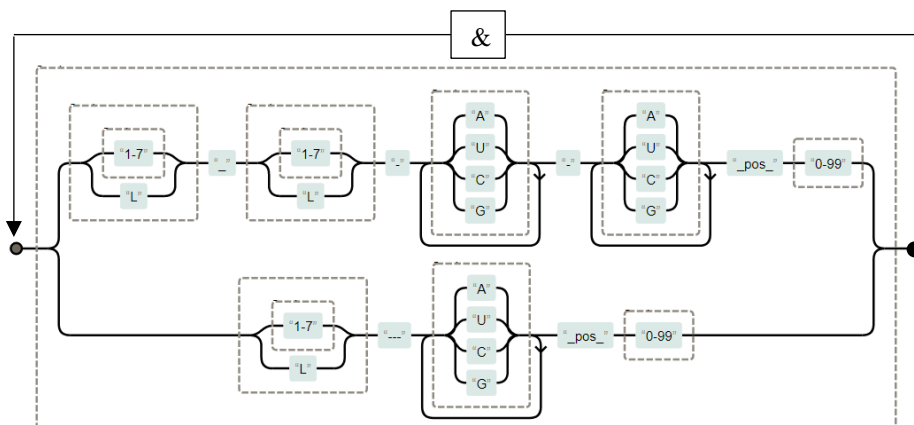 &
“A” “A”
“1-7” “1-7” “U” “U”
“_” “-” “-” “_pos_” “0-99”
“C” “C”
“L” “L”
“G” “G”
“A”
“1-7” “U”
“---” “_pos_” “0-99”
“C”
“L”
“G”